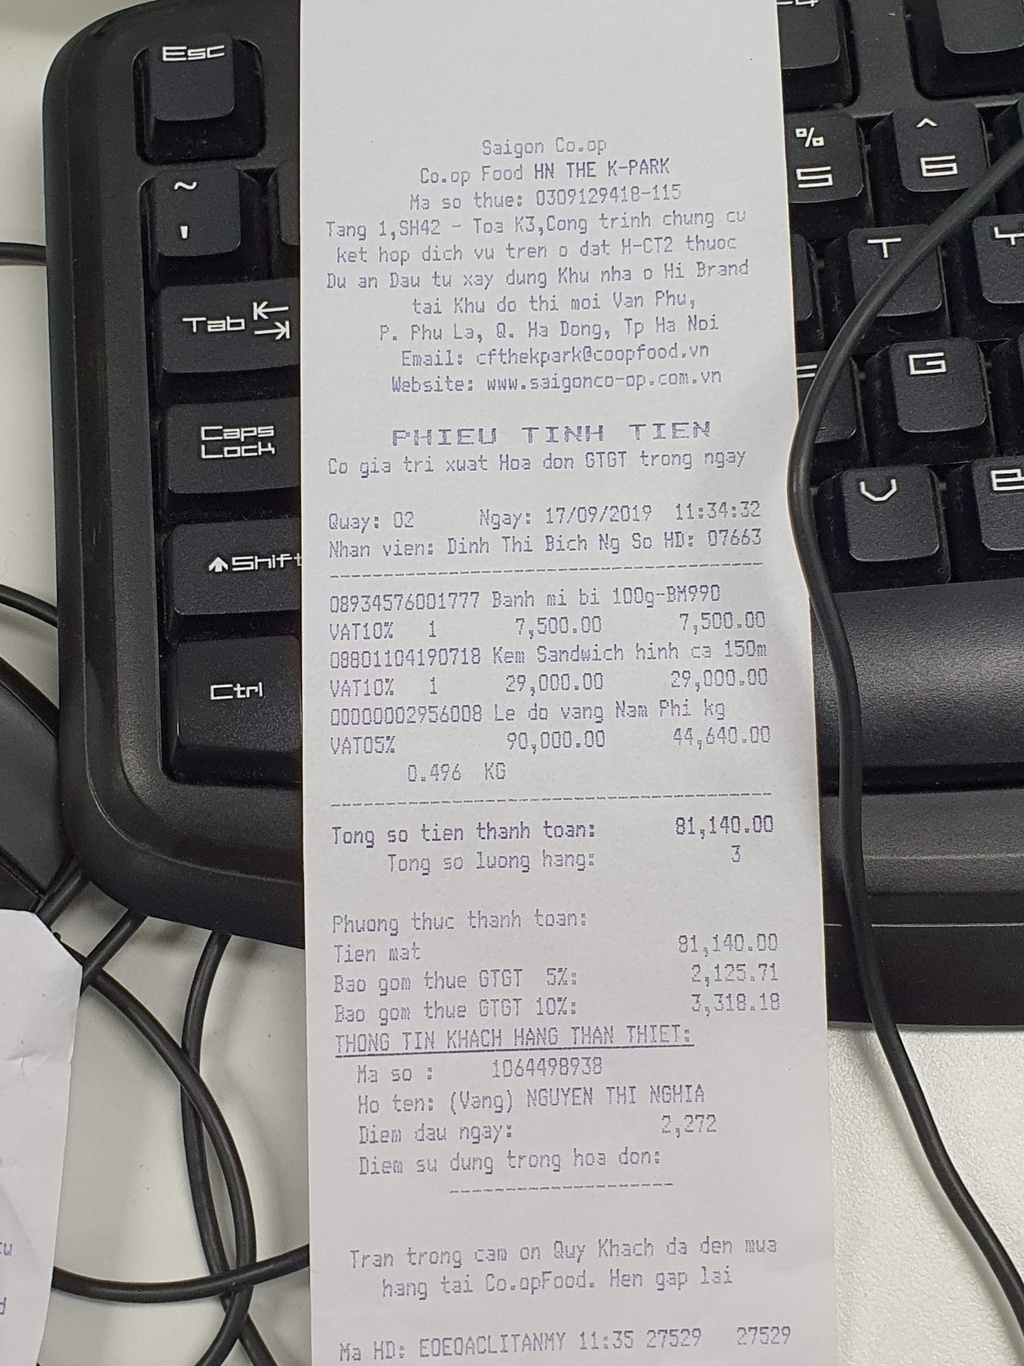 Esc
~
'
Tab
Caps
Lock
Shift
Ctrl
%
5
^
6
T
Y
G
V
B
Saigon Co.op
Co.op Food HN THE K-PARK
Ma so thue: 0309129418-115
Tang 1,SH42 - Toa K3,Cong trinh chung cu
ket hop dich vu tren o dat H-CT2 thuoc
Du an Dau tu xay dung Khu nha o Hi Brand
tai Khu do thi moi Van Phu,
P. Phu La, Q. Ha Dong, Tp Ha Noi
Email: cfthekpark@coopfood.vn
Website: www.saigonco-op.com.vn
PHIEU TINH TIEN
Co gia tri xuat Hoa don GTGT trong ngay
Quay: 02 Ngay: 17/09/2019 11:34:32
Nhan vien: Dinh Thi Bich Ng So HD: 07663
08934576001777 Banh mi bi 100g-BM990
VAT10% 1 7,500.00 7,500.00
08801104190718 Kem Sandwich hinh ca 150m
VAT10% 1 29,000.00 29,000.00
00000002956008 Le do vang Nam Phi kg
VAT05% 90,000.00 44,640.00
0.496 KG
Tong so tien thanh toan: 81,140.00
Tong so luong hang: 3
Phuong thuc thanh toan:
Tien mat 81,140.00
Bao gom thue GTGT 5%: 2,125.71
Bao gom thue GTGT 10%: 3,318.18
THONG TIN KHACH HANG THAN THIET:
Ma so : 1064498938
Ho ten: (Vang) NGUYEN THI NGHIA
Diem dau ngay: 2,272
Diem su dung trong hoa don:
Tran trong cam on Quy Khach da den mua
hang tai Co.opFood. Hen gap lai
Ma HD: EOEOACLITANMY 11:35 27529 27529